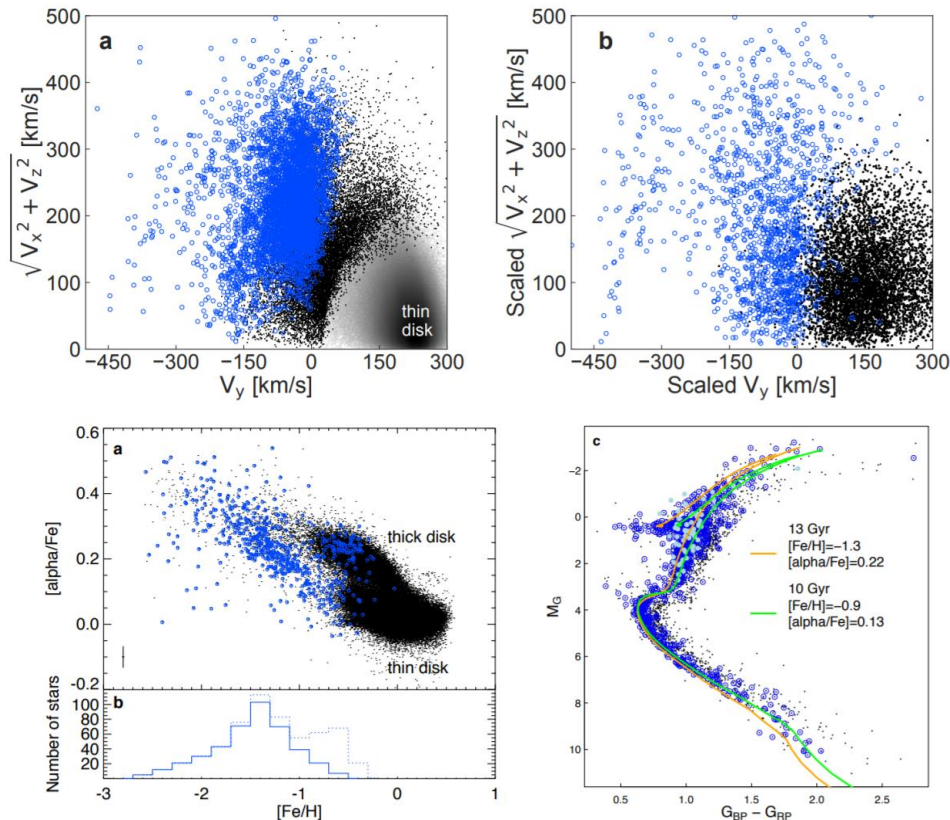 a
500
400
300
200
100
0
√Vx² + Vz² [km/s]
−450
−300
−150
0
150
300
Vy [km/s]
thin
disk
b
500
400
300
200
100
0
Scaled √Vx² + Vz² [km/s]
−450
−300
−150
0
150
300
Scaled Vy [km/s]
a
0.6
0.4
0.2
0.0
-0.2
[alpha/Fe]
thick disk
thin disk
b
100
80
60
40
20
Number of stars
-3
-2
-1
0
1
[Fe/H]
c
−2
0
2
4
6
8
10
MG
13 Gyr
[Fe/H]=−1.3
[alpha/Fe]=0.22
10 Gyr
[Fe/H]=−0.9
[alpha/Fe]=0.13
0.5
1.0
1.5
2.0
2.5
GBP − GRP